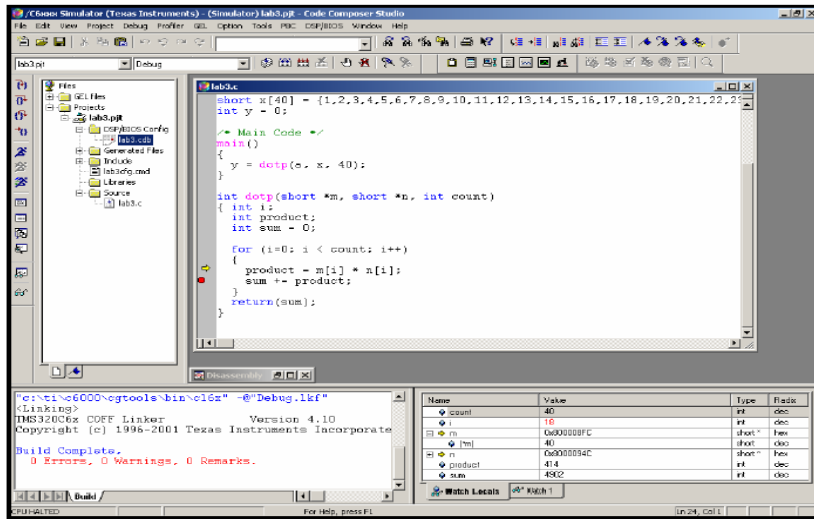 /C6xxx Simulator (Texas Instruments) - (Simulator) lab3.pjt - Code Composer Studio
File Edit View Project Debug Profiler GEL Option Tools PBC DSP/BIOS Window Help
lab3.pjt Debug
Files
GEL files
Projects
lab3.pjt
DSP/BIOS Config
lab3.cdb
Generated Files
Include
lab3cfg.cmd
Libraries
Source
lab3.c
lab3.c
short x[40] = {1,2,3,4,5,6,7,8,9,10,11,12,13,14,15,16,17,18,19,20,21,22,23
int y = 0;
/* Main Code */
main()
{
y = dotp(a, x, 40);
}
int dotp(short *m, short *n, int count)
{ int i;
int product;
int sum = 0;
for (i=0; i < count; i++)
{
product = m[i] * n[i];
sum += product;
}
return(sum);
}
Disassembly
"c:\ti\c6000\cgtools\bin\cl6x" -@"Debug.lkf"
<Linking>
TMS320C6x COFF Linker Version 4.10
Copyright (c) 1996-2001 Texas Instruments Incorporate
Build Complete,
0 Errors, 0 Warnings, 0 Remarks.
Build
Name Value Type Radix
count 40 int dec
i 18 int dec
m 0x800008FC short * hex
(*m) 40 short dec
n 0x8000094C short * hex
product 414 int dec
sum 4902 int dec
Watch Locals Watch 1
CPU HALTED For Help, press F1 Ln 24, Col 1